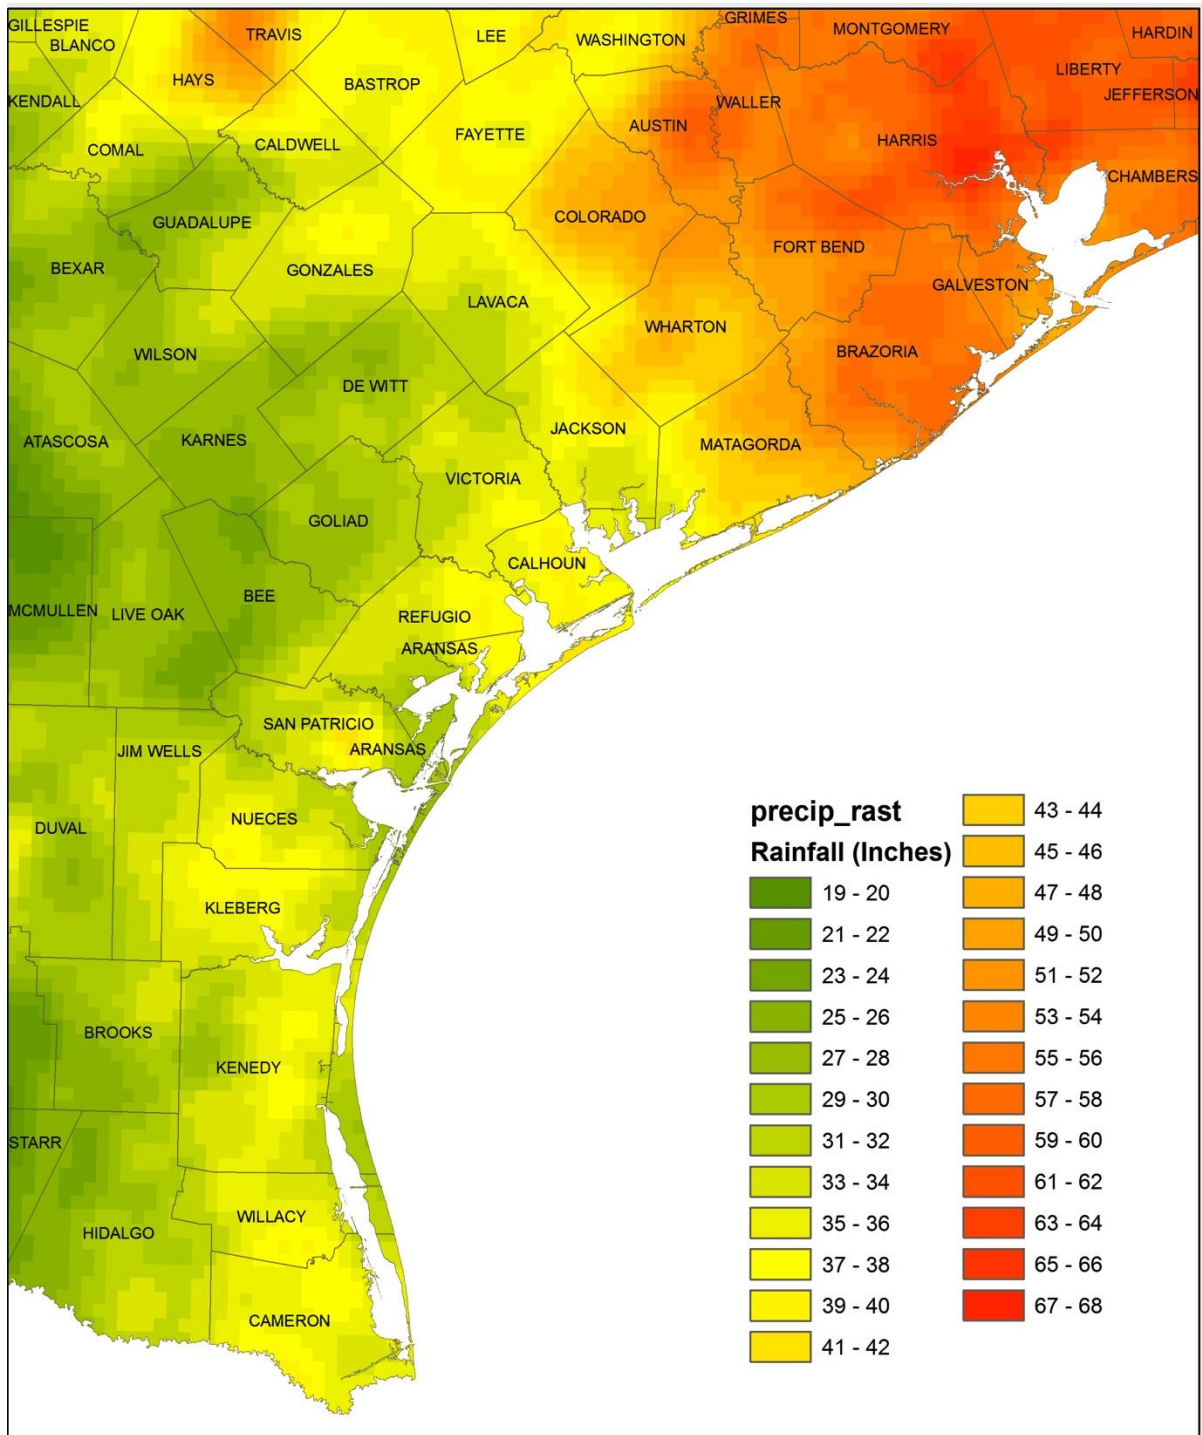 GILLESPIE
TRAVIS
LEE
WASHINGTON
GRIMES
MONTGOMERY
HARDIN
BLANCO
HAYS
BASTROP
LIBERTY
KENDALL
WALLER
JEFFERSON
COMAL
CALDWELL
FAYETTE
AUSTIN
HARRIS
CHAMBERS
GUADALUPE
COLORADO
BEXAR
GONZALES
FORT BEND
GALVESTON
LAVACA
WHARTON
WILSON
DE WITT
BRAZORIA
ATASCOSA
KARNES
JACKSON
MATAGORDA
VICTORIA
GOLIAD
CALHOUN
MCMULLEN
LIVE OAK
BEE
REFUGIO
ARANSAS
SAN PATRICIO
JIM WELLS
ARANSAS
DUVAL
NUECES
KLEBERG
BROOKS
KENEDY
STARR
HIDALGO
WILLACY
CAMERON
precip_rast
Rainfall (Inches)
19 - 20
21 - 22
23 - 24
25 - 26
27 - 28
29 - 30
31 - 32
33 - 34
35 - 36
37 - 38
39 - 40
41 - 42
43 - 44
45 - 46
47 - 48
49 - 50
51 - 52
53 - 54
55 - 56
57 - 58
59 - 60
61 - 62
63 - 64
65 - 66
67 - 68